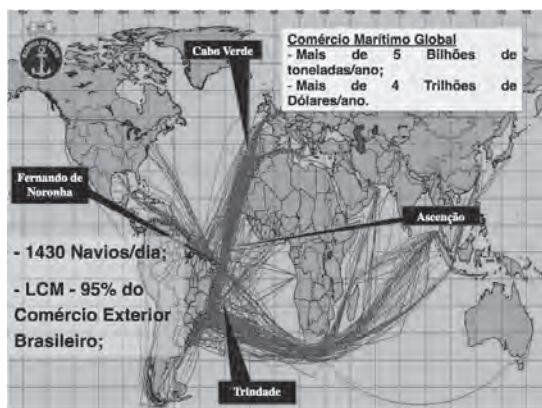 Cabo Verde
Comércio Marítimo Global
- Mais de 5 Bilhões de
toneladas/ano;
- Mais de 4 Trilhões de
Dólares/ano.
Fernando de
Noronha
Ascenção
- 1430 Navios/dia;
- LCM - 95% do
Comércio Exterior
Brasileiro;
Trindade